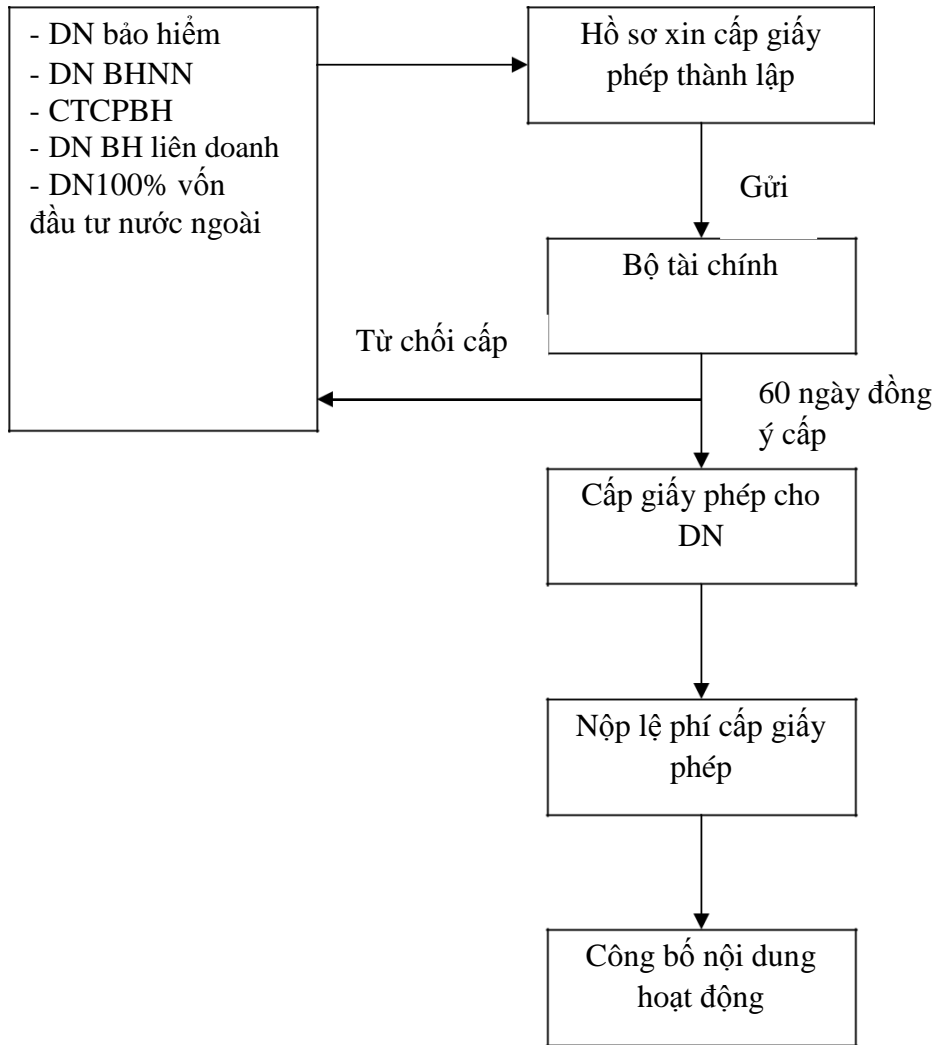 - DN bảo hiểm
- DN BHNN
- CTCPBH
- DN BH liên doanh
- DN100% vốn
đầu tư nước ngoài
Hồ sơ xin cấp giấy
phép thành lập
Gửi
Bộ tài chính
Từ chối cấp
60 ngày đồng
ý cấp
Cấp giấy phép cho
DN
Nộp lệ phí cấp giấy
phép
Công bố nội dung
hoạt động